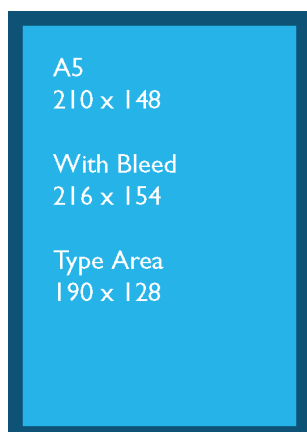 A5
210 x 148
With Bleed
216 x 154
Type Area
190 x 128